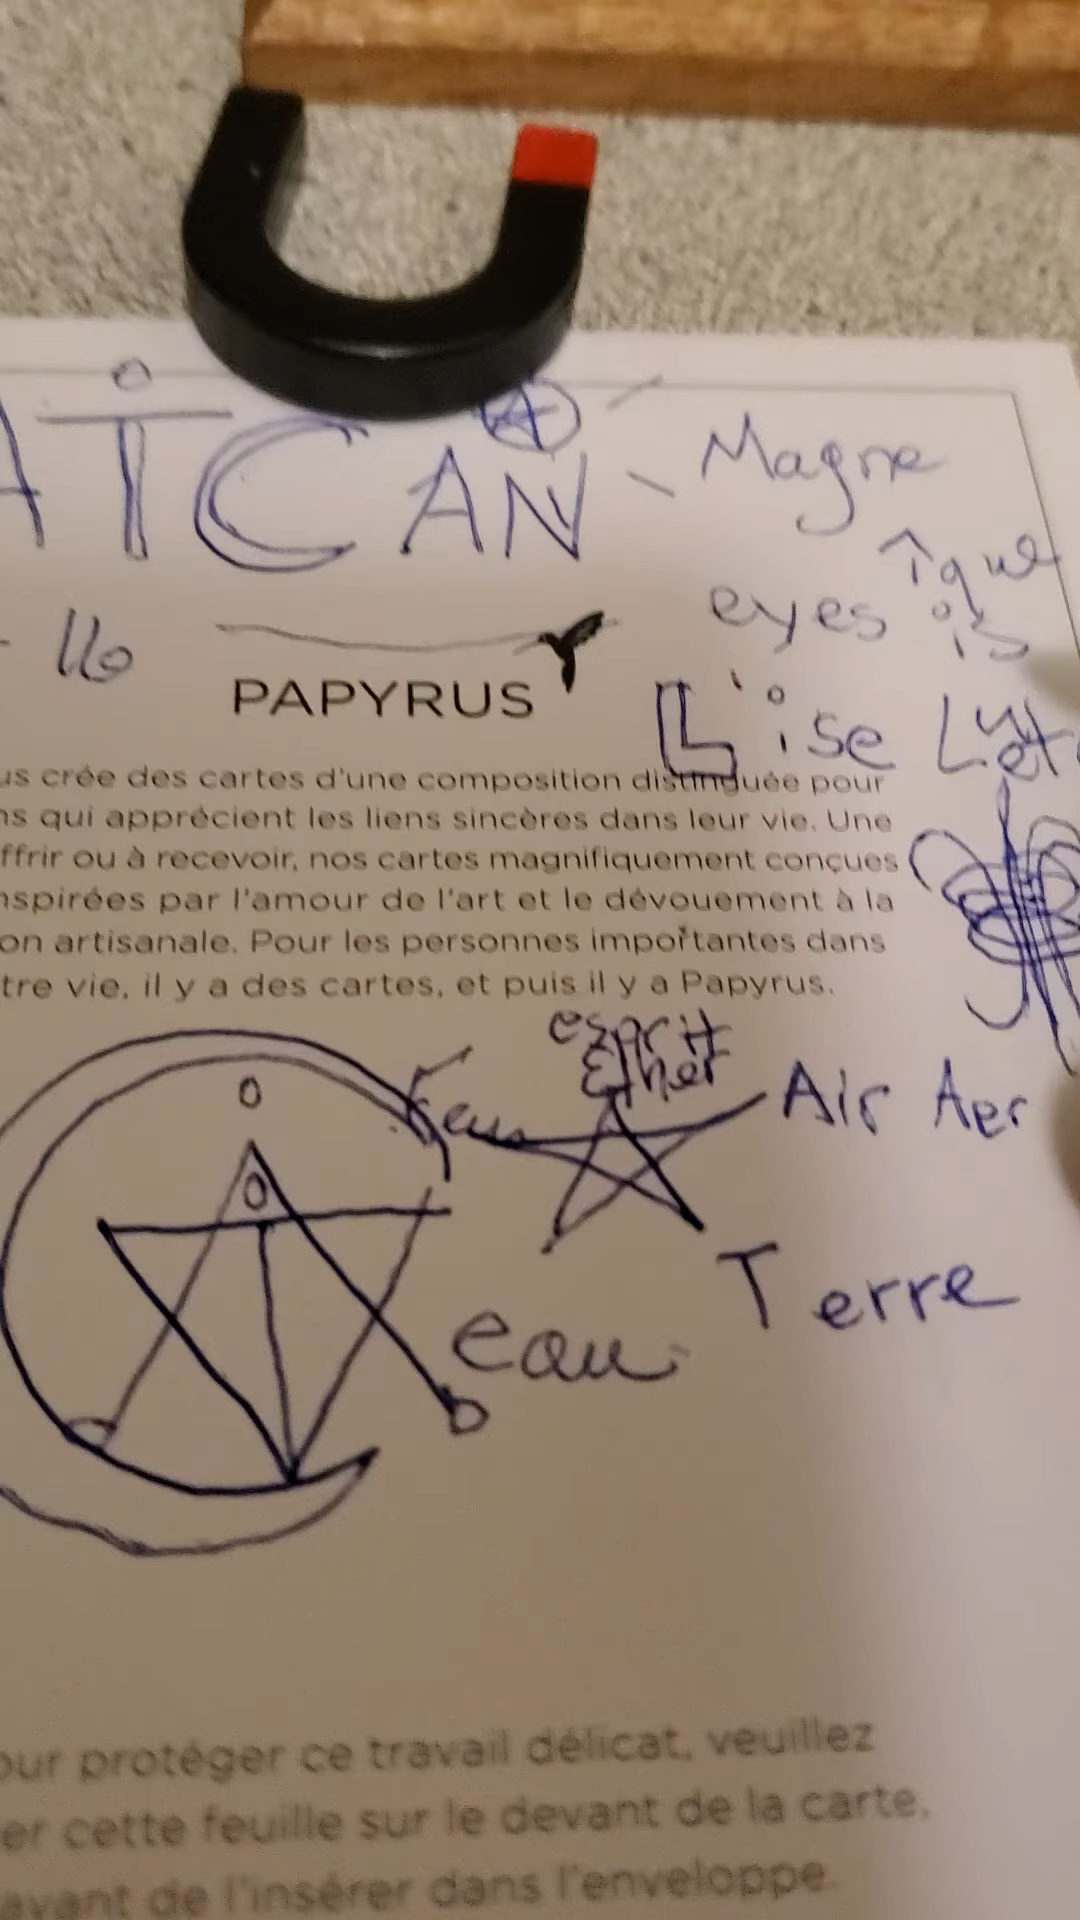 ATCAN
Magne
ique
eyes is
116
PAPYRUS
L'ise
us crée des cartes d'une composition distinguée pour
ns qui apprécient les liens sincères dans leur vie. Une
ffrir ou à recevoir, nos cartes magnifiquement conçues
nspirées par l'amour de l'art et le dévouement à la
on artisanale. Pour les personnes importantes dans
tre vie, il y a des cartes, et puis il y a Papyrus.
esprit
Ether
Feu
Air Aer
Terre
eau
our protéger ce travail délicat, veuillez
er cette feuille sur le devant de la carte,
avant de l'insérer dans l'enveloppe.